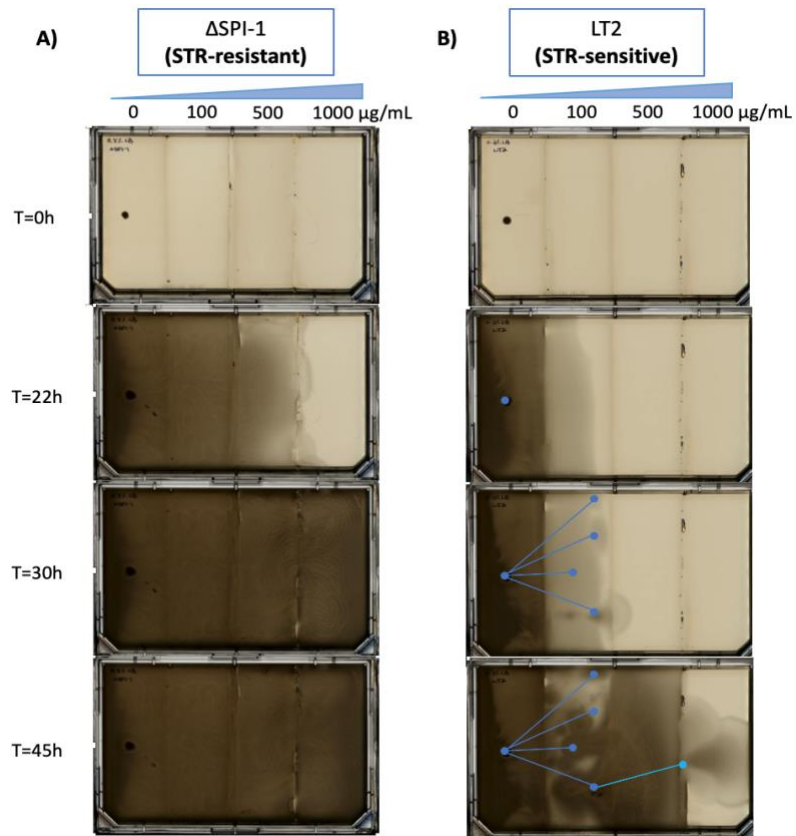 A)
ΔSPI-1
(STR-resistant)
0 100 500 1000 µg/mL
B)
LT2
(STR-sensitive)
0 100 500 1000 µg/mL
T=0h
T=22h
T=30h
T=45h